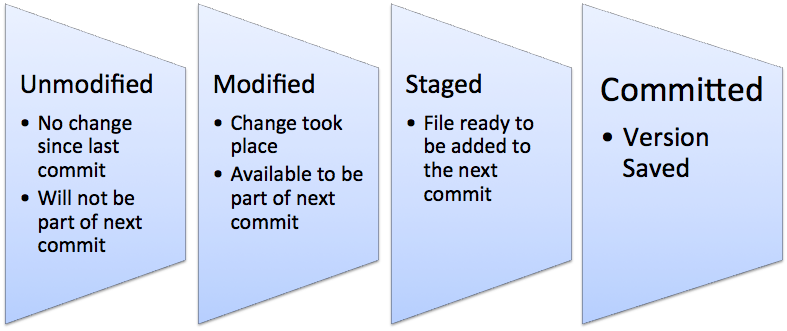 Unmodified
• No change
since last
commit
• Will not be
part of next
commit
Modified
• Change took
place
• Available to be
part of next
commit
Staged
• File ready to
be added to
the next
commit
Committed
• Version
Saved